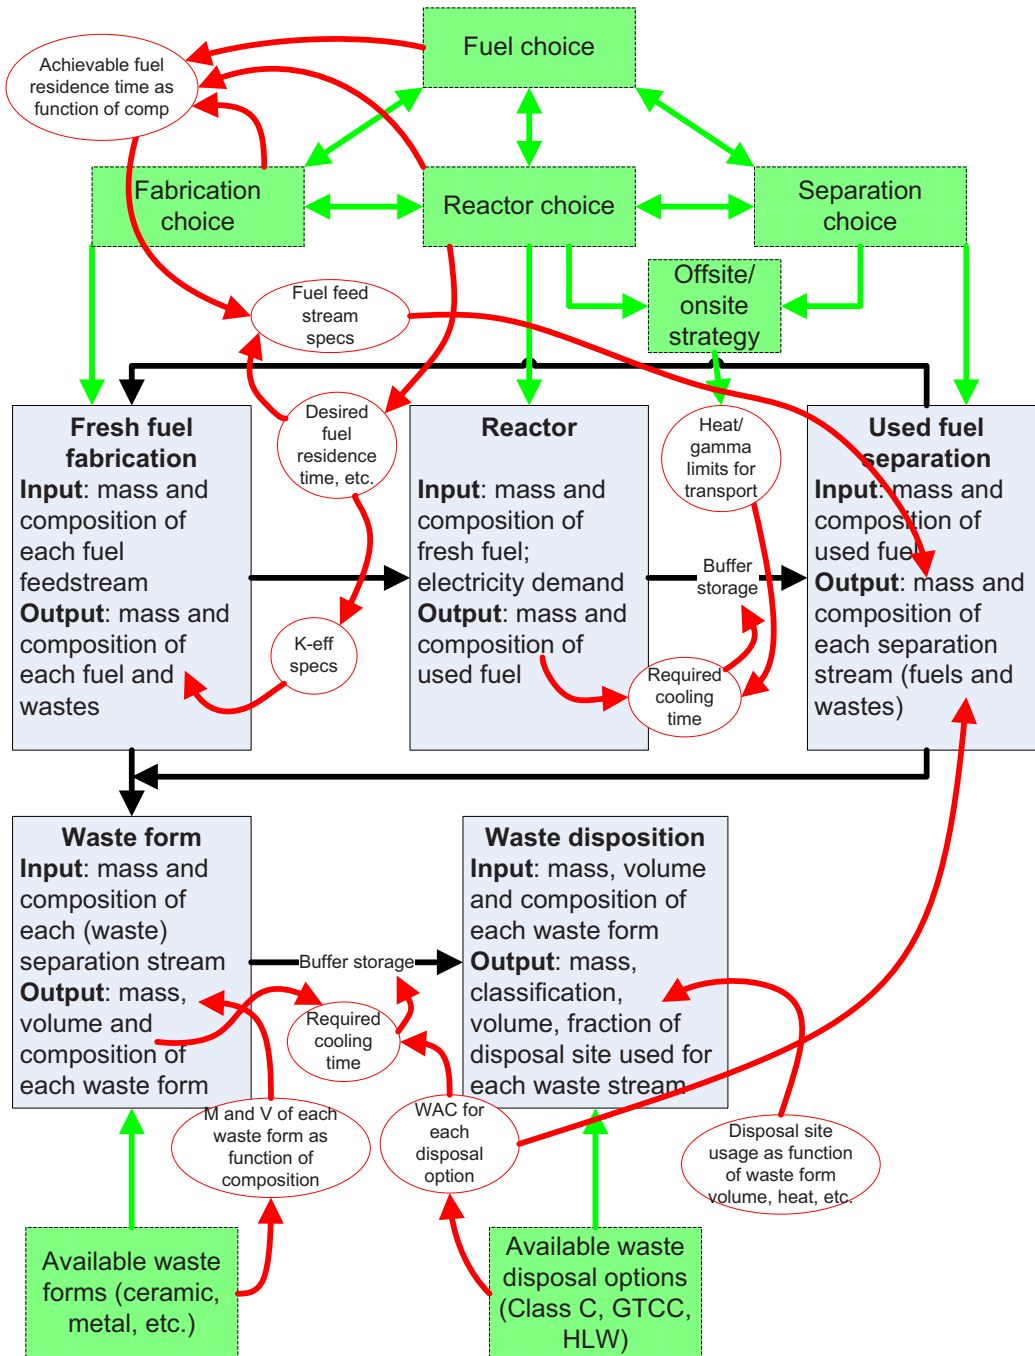 Fuel choice
Achievable fuel
residence time as
function of comp
Fabrication
choice
Reactor choice
Separation
choice
Offsite/
onsite
strategy
Fuel feed
stream
specs
Fresh fuel
fabrication
Input: mass and
composition of
each fuel
feedstream
Output: mass and
composition of
each fuel and
wastes
Desired
fuel
residence
time, etc.
K-eff
specs
Reactor
Input: mass and
composition of
fresh fuel;
electricity demand
Output: mass and
composition of
used fuel
Heat/
gamma
limits for
transport
Buffer
storage
Required
cooling
time
Used fuel
separation
Input: mass and
composition of
used fuel
Output: mass and
composition of
each separation
stream (fuels and
wastes)
Waste form
Input: mass and
composition of
each (waste)
separation stream
Output: mass,
volume and
composition of
each waste form
Buffer storage
Required
cooling
time
Waste disposition
Input: mass, volume
and composition of
each waste form
Output: mass,
classification,
volume, fraction of
disposal site used for
each waste stream
M and V of each
waste form as
function of
composition
WAC for
each
disposal
option
Disposal site
usage as function
of waste form
volume, heat, etc.
Available waste
forms (ceramic,
metal, etc.)
Available waste
disposal options
(Class C, GTCC,
HLW)